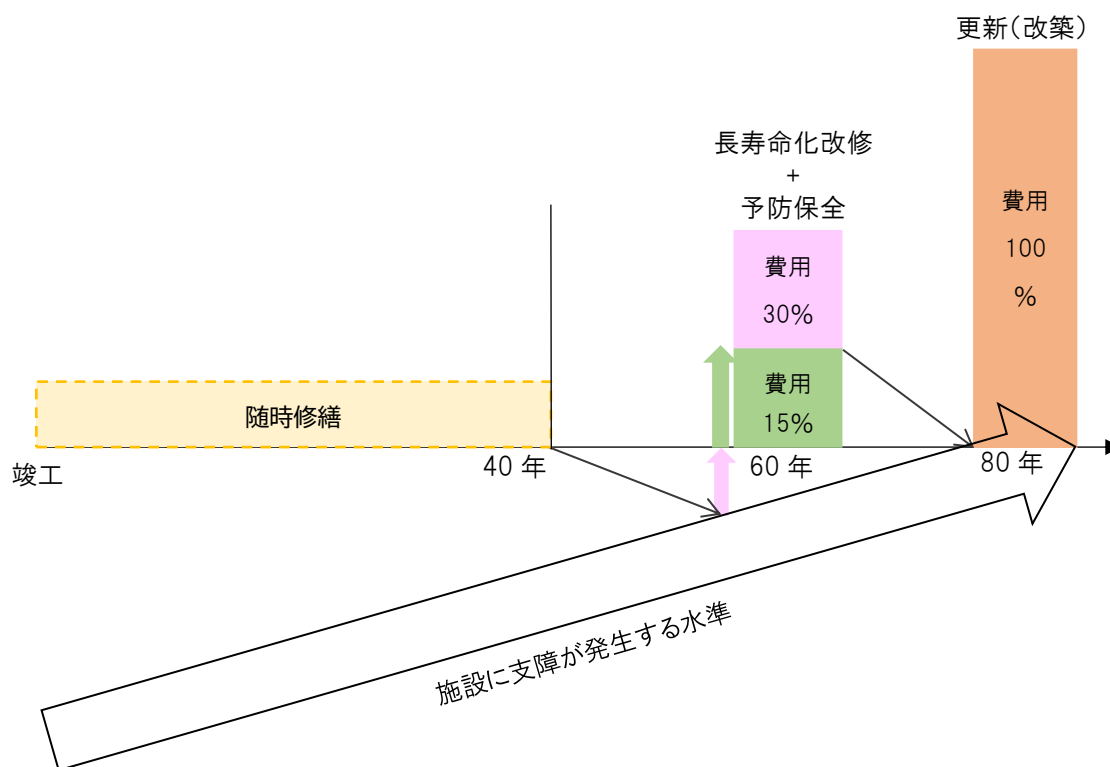 更新(改築)
長寿命化改修
+
予防保全
費用
100
%
費用
30%
費用
15%
随時修繕
竣工
40 年
60 年
80 年
施設に支障が発生する水準